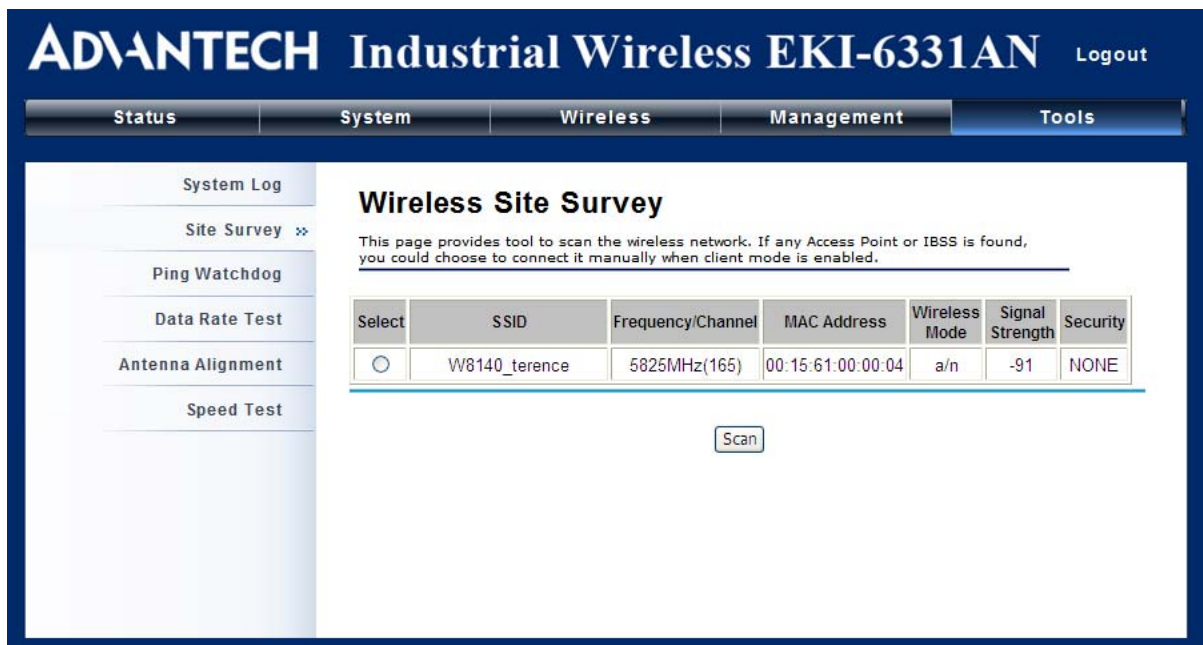 ADVANTECH Industrial Wireless EKI-6331AN Logout
Status System Wireless Management Tools
System Log
Site Survey »
Ping Watchdog
Data Rate Test
Antenna Alignment
Speed Test
Wireless Site Survey
This page provides tool to scan the wireless network. If any Access Point or IBSS is found,
you could choose to connect it manually when client mode is enabled.
Select SSID Frequency/Channel MAC Address Wireless Mode Signal Strength Security
W8140_terence 5825MHz(165) 00:15:61:00:00:04 a/n -91 NONE
Scan